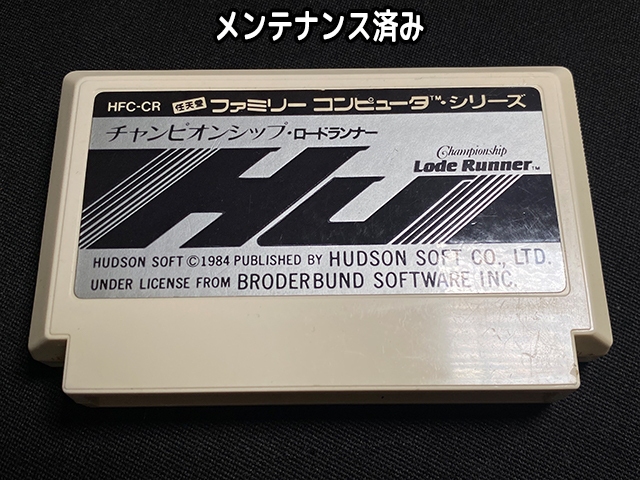 メンテナンス済み
HFC-CR 任天堂 ファミリー コンピュータ™・シリーズ
チャンピオンシップ・ロードランナー
Championship
Lode Runner™
HU
HUDSON SOFT ©1984 PUBLISHED BY HUDSON SOFT CO., LTD.
UNDER LICENSE FROM BRODERBUND SOFTWARE INC.